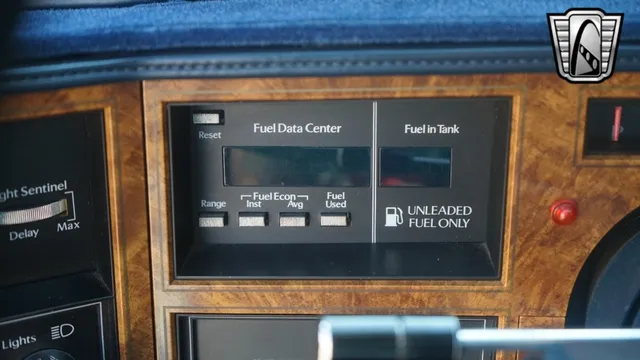 Fuel Data Center
Fuel in Tank
Reset
Range
Fuel Econ
Inst
Avg
Fuel
Used
UNLEADED
FUEL ONLY
ght Sentinel
Delay
Max
Lights